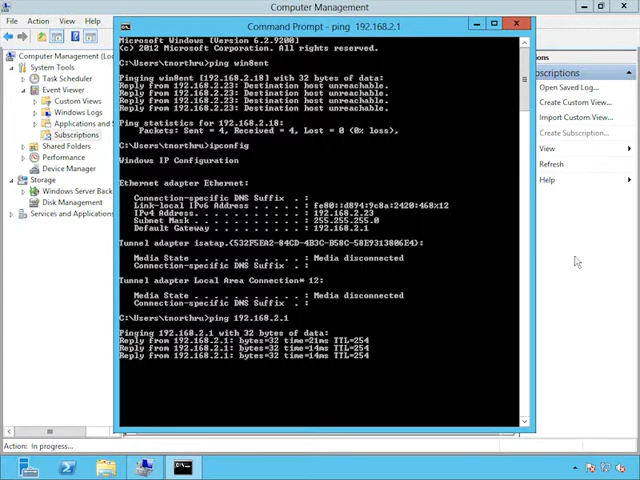 Computer Management
File Action View Help
Computer Management (Loc
Task Scheduler
Event Viewer
Custom Views
Windows Logs
Applications and
Subscriptions
Shared Folders
Performance
Device Manager
Storage
Windows Server Back
Disk Management
Services and Applications
Command Prompt - ping 192.168.2.1
Microsoft Windows [Version 6.2.9200]
(c) 2012 Microsoft Corporation. All rights reserved.
C:\Users\tnorthru>ping win8ent
Pinging win8ent [192.168.2.18] with 32 bytes of data:
Reply from 192.168.2.23: Destination host unreachable.
Reply from 192.168.2.23: Destination host unreachable.
Reply from 192.168.2.23: Destination host unreachable.
Reply from 192.168.2.23: Destination host unreachable.
Ping statistics for 192.168.2.18:
Packets: Sent = 4, Received = 4, Lost = 0 (0% loss),
C:\Users\tnorthru>ipconfig
Windows IP Configuration
Ethernet adapter Ethernet:
Connection-specific DNS Suffix . :
Link-local IPv6 Address . . . . . : fe80::d894:9c8a:2420:468%12
IPv4 Address. . . . . . . . . . . : 192.168.2.23
Subnet Mask . . . . . . . . . . . : 255.255.255.0
Default Gateway . . . . . . . . . : 192.168.2.1
Tunnel adapter isatap.{532F5EA2-84CD-4B3C-B58C-58E9313806E4}:
Media State . . . . . . . . . . . : Media disconnected
Connection-specific DNS Suffix . :
Tunnel adapter Local Area Connection* 12:
Media State . . . . . . . . . . . : Media disconnected
Connection-specific DNS Suffix . :
C:\Users\tnorthru>ping 192.168.2.1
Pinging 192.168.2.1 with 32 bytes of data:
Reply from 192.168.2.1: bytes=32 time=21ms TTL=254
Reply from 192.168.2.1: bytes=32 time=14ms TTL=254
Reply from 192.168.2.1: bytes=32 time=14ms TTL=254
ons
bscriptions
Open Saved Log...
Create Custom View...
Import Custom View...
Create Subscription...
View
Refresh
Help
Action: In progress...